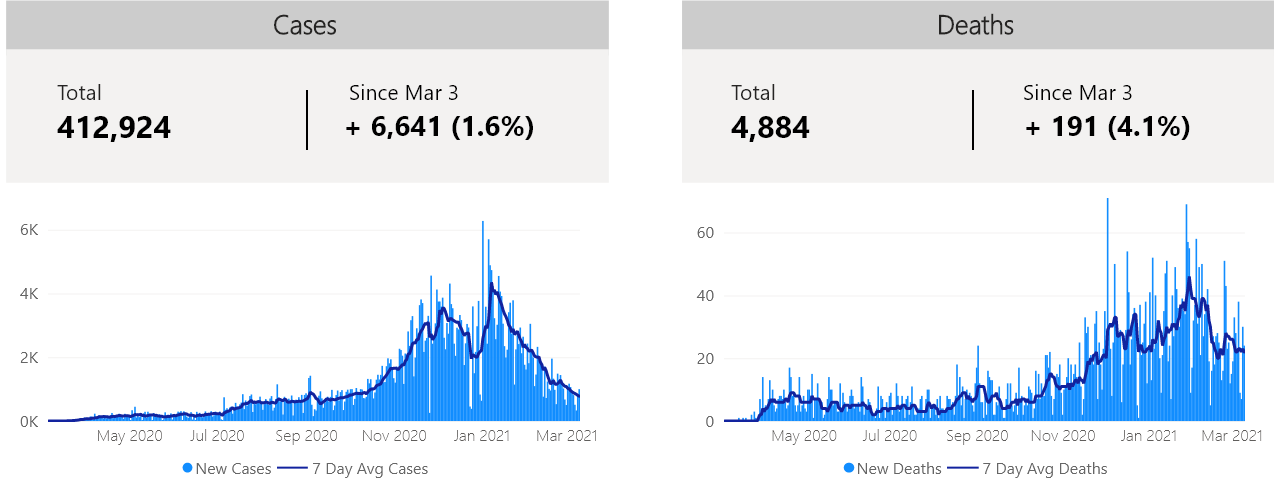 Cases
Total
412,924
Since Mar 3
+ 6,641 (1.6%)
6K
4K
2K
0K
May 2020 Jul 2020 Sep 2020 Nov 2020 Jan 2021 Mar 2021
New Cases 7 Day Avg Cases
Deaths
Total
4,884
Since Mar 3
+ 191 (4.1%)
60
40
20
0
May 2020 Jul 2020 Sep 2020 Nov 2020 Jan 2021 Mar 2021
New Deaths 7 Day Avg Deaths